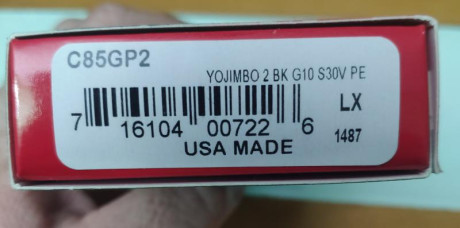 C85GP2
YOJIMBO 2 BK G10 S30V PE
7 16104 00722 6
LX
1487
USA MADE